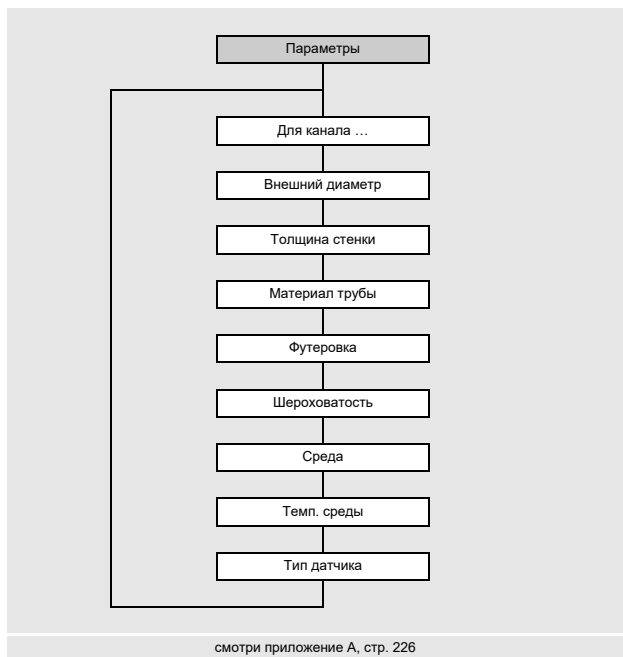 Параметры
Для канала …
Внешний диаметр
Толщина стенки
Материал трубы
Футеровка
Шероховатость
Среда
Темп. среды
Тип датчика
смотри приложение А, стр. 226